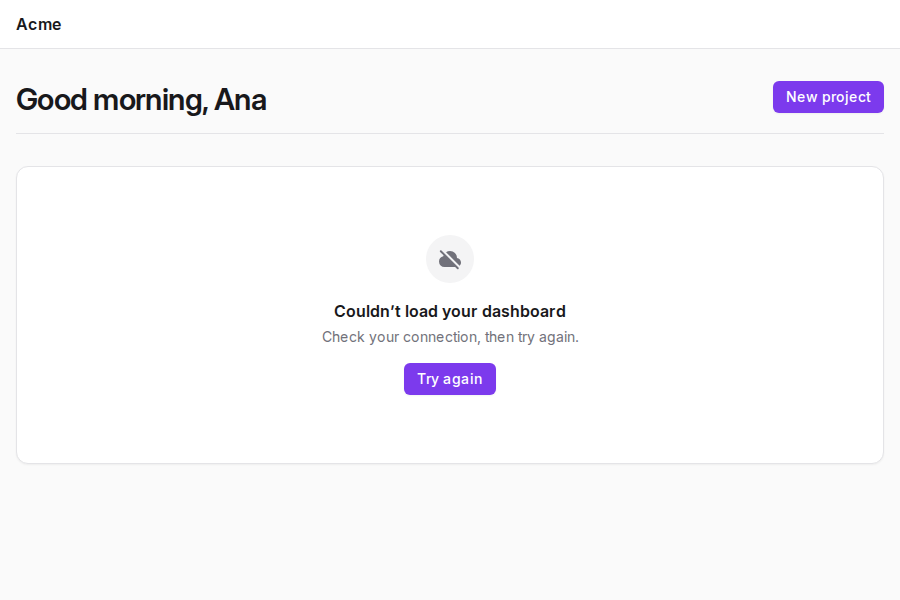 Acme
Good morning, Ana
New project
Couldn’t load your dashboard
Check your connection, then try again.
Try again